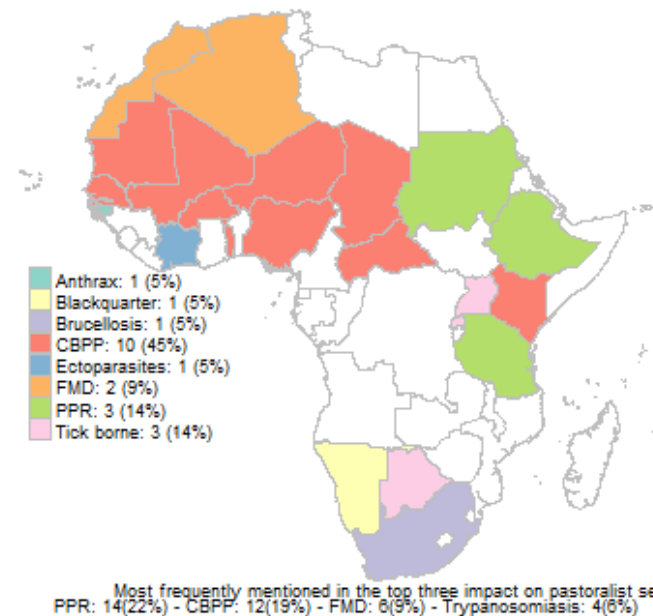 Anthrax: 1 (5%)
Blackquarter: 1 (5%)
Brucellosis: 1 (5%)
CBPP: 10 (45%)
Ectoparasites: 1 (5%)
FMD: 2 (9%)
PPR: 3 (14%)
Tick borne: 3 (14%)
Most frequently mentioned in the top three impact on pastoralist se
PPR: 14(22%) - CBPP: 12(19%) - FMD: 6(9%) - Trypanosomiasis: 4(6%)